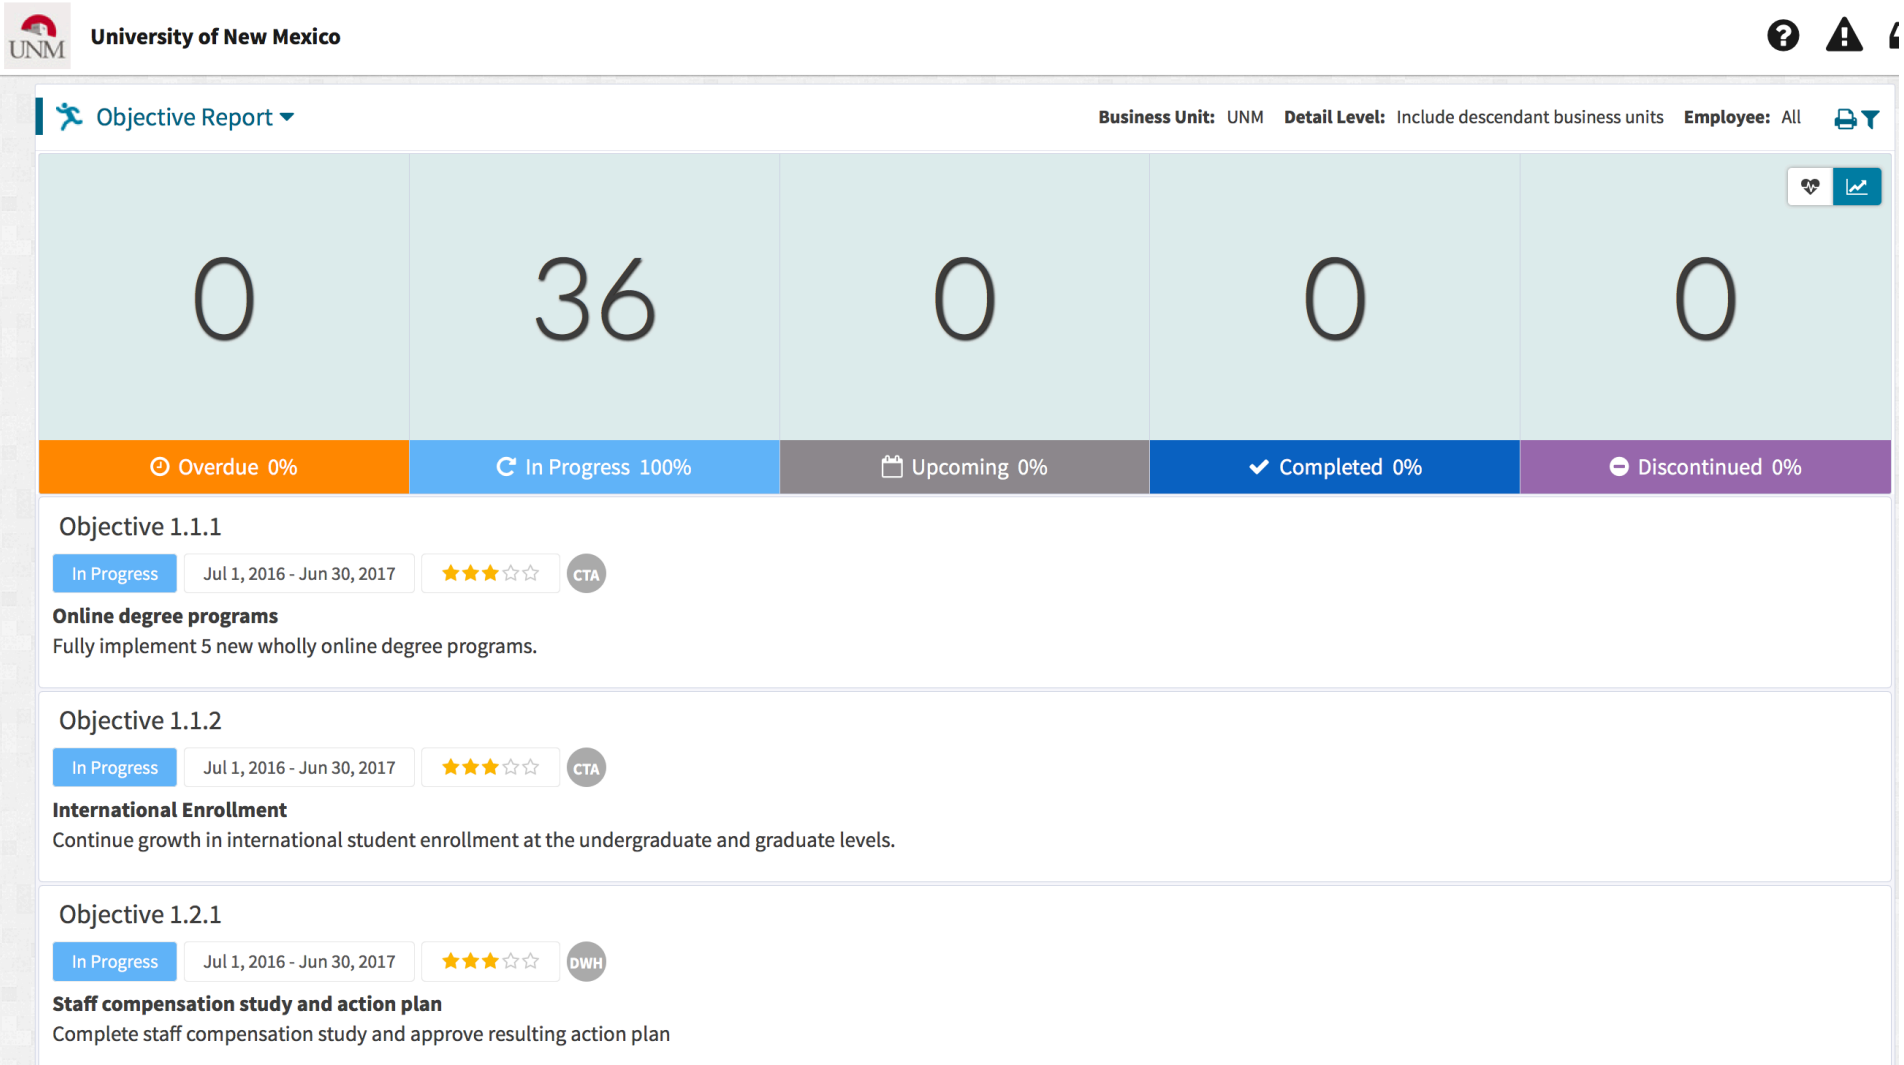 UNM
University of New Mexico
Objective Report
Business Unit: UNM Detail Level: Include descendant business units Employee: All
0 36 0 0 0
Overdue 0% In Progress 100% Upcoming 0% Completed 0% Discontinued 0%
Objective 1.1.1
In Progress Jul 1, 2016 - Jun 30, 2017 CTA
Online degree programs
Fully implement 5 new wholly online degree programs.
Objective 1.1.2
In Progress Jul 1, 2016 - Jun 30, 2017 CTA
International Enrollment
Continue growth in international student enrollment at the undergraduate and graduate levels.
Objective 1.2.1
In Progress Jul 1, 2016 - Jun 30, 2017 DWH
Staff compensation study and action plan
Complete staff compensation study and approve resulting action plan